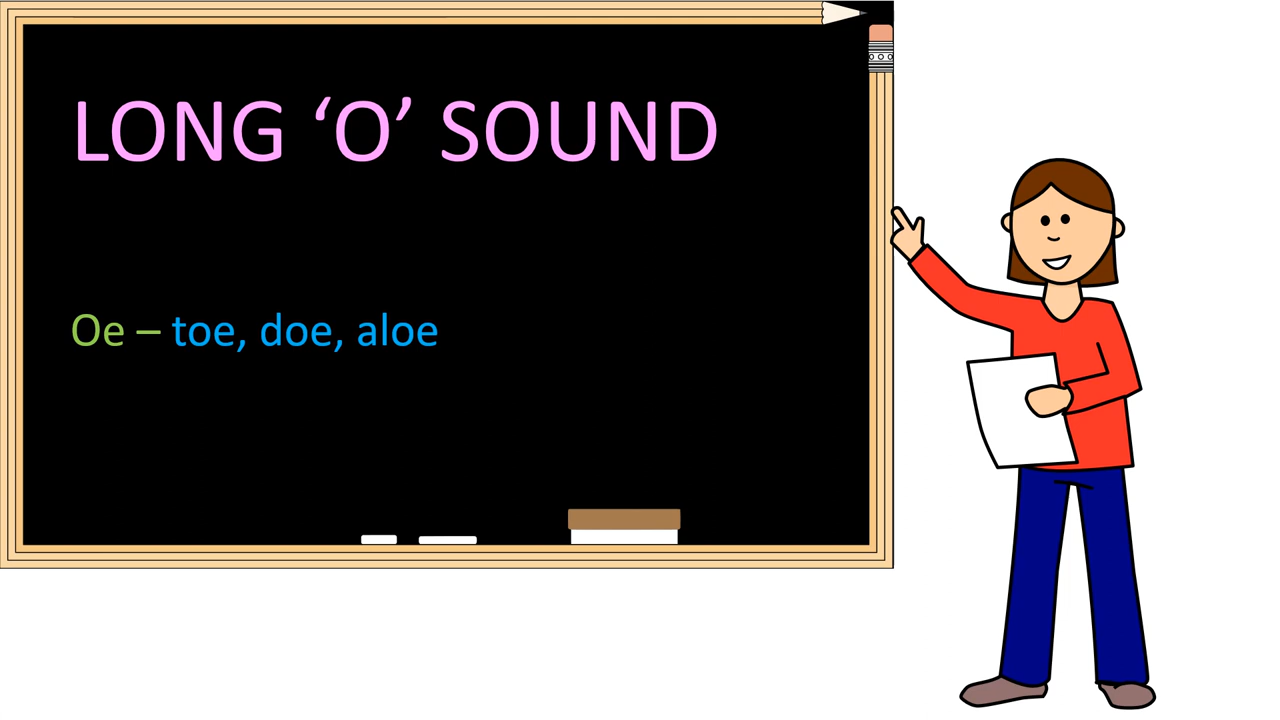 LONG ‘O’ SOUND
Oe – toe, doe, aloe